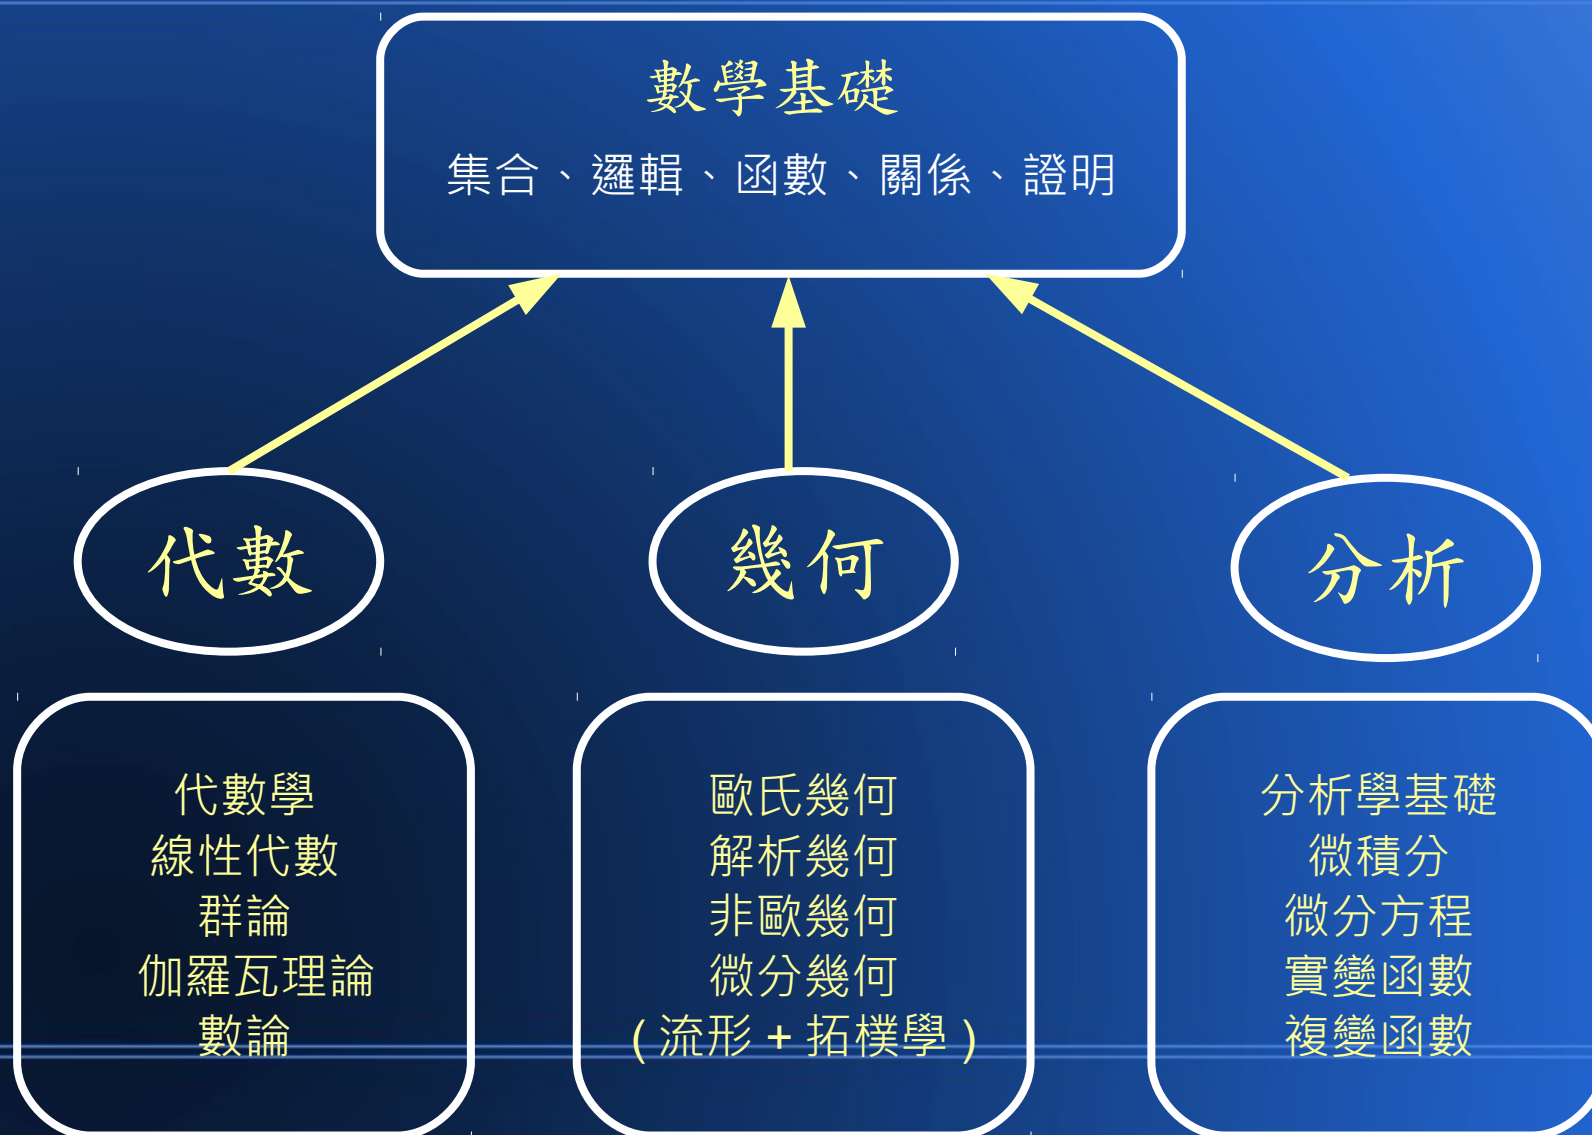 數學基礎
集合、邏輯、函數、關係、證明
代數
幾何
分析
代數學
線性代數
群論
伽羅瓦理論
數論
歐氏幾何
解析幾何
非歐幾何
微分幾何
(流形+拓樸學)
分析學基礎
微積分
微分方程
實變函數
複變函數